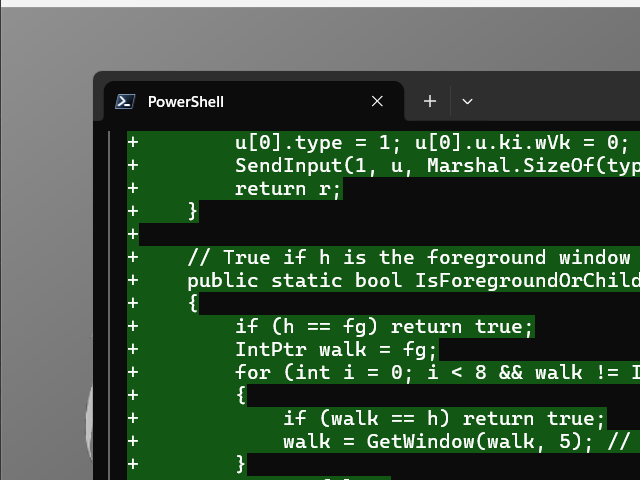 PowerShell
+        u[0].type = 1; u[0].u.ki.wVk = 0;
+        SendInput(1, u, Marshal.SizeOf(typ
+        return r;
+    }
+
+    // True if h is the foreground window
+    public static bool IsForegroundOrChild
+    {
+        if (h == fg) return true;
+        IntPtr walk = fg;
+        for (int i = 0; i < 8 && walk != I
+        {
+            if (walk == h) return true;
+            walk = GetWindow(walk, 5); //
+        }